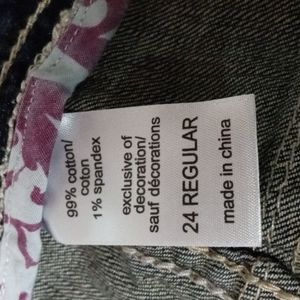 99% cotton/
coton
1% spandex
exclusive of
decoration/
sauf décorations
24 REGULAR
made in china